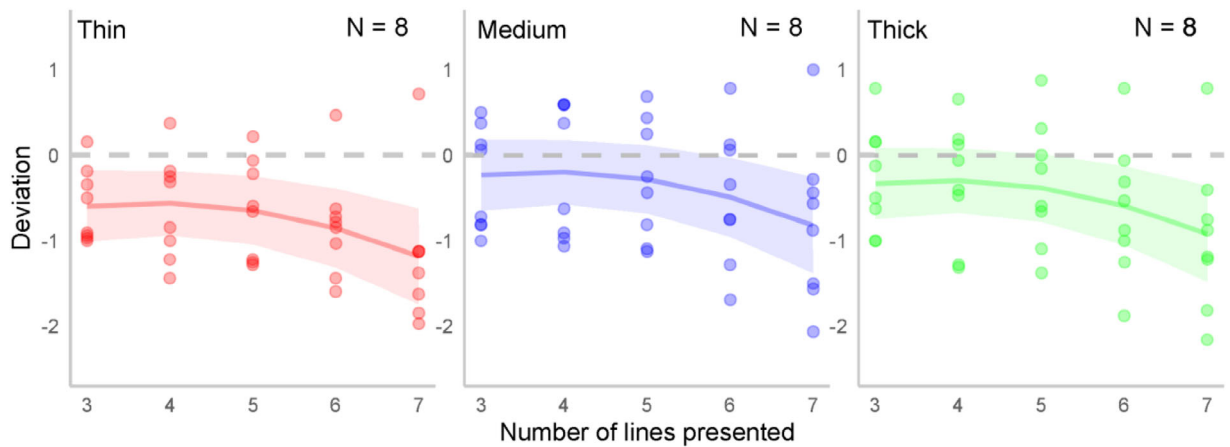 Thin N = 8 Medium N = 8 Thick N = 8
1 1 1
0 0 0
-1 -1 -1
-2 -2 -2
Deviation
3 4 5 6 7 3 4 5 6 7 3 4 5 6 7
Number of lines presented